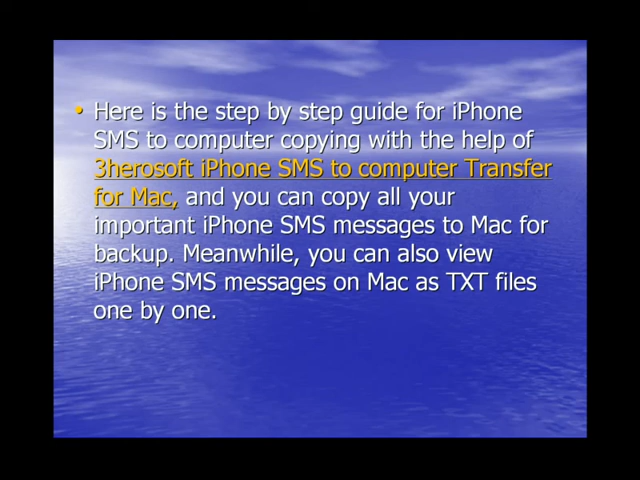 • Here is the step by step guide for iPhone
SMS to computer copying with the help of
3herosoft iPhone SMS to computer Transfer
for Mac, and you can copy all your
important iPhone SMS messages to Mac for
backup. Meanwhile, you can also view
iPhone SMS messages on Mac as TXT files
one by one.